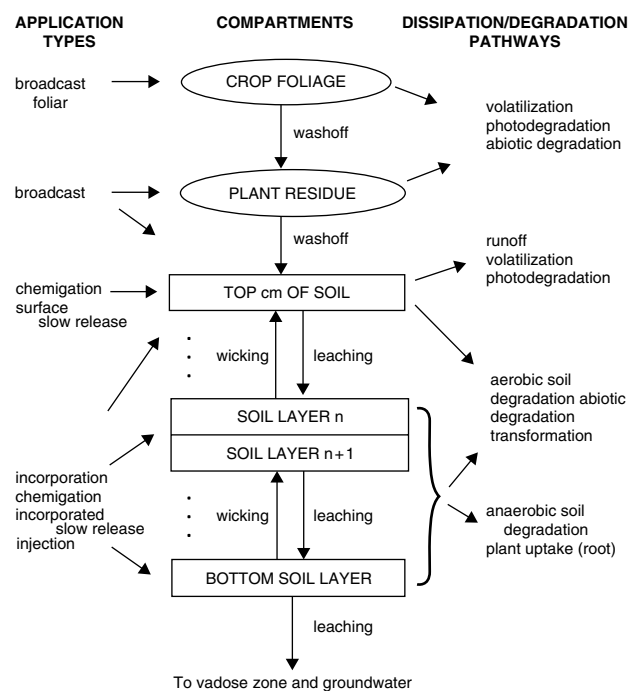 APPLICATION
TYPES
COMPARTMENTS
DISSIPATION/DEGRADATION
PATHWAYS
broadcast
foliar
CROP FOLIAGE
volatilization
photodegradation
abiotic degradation
washoff
broadcast
PLANT RESIDUE
washoff
runoff
volatilization
photodegradation
chemigation
surface
slow release
TOP cm OF SOIL
wicking
leaching
aerobic soil
degradation abiotic
degradation
transformation
SOIL LAYER n
SOIL LAYER n+1
incorporation
chemigation
incorporated
slow release
injection
wicking
leaching
anaerobic soil
degradation
plant uptake (root)
BOTTOM SOIL LAYER
leaching
To vadose zone and groundwater